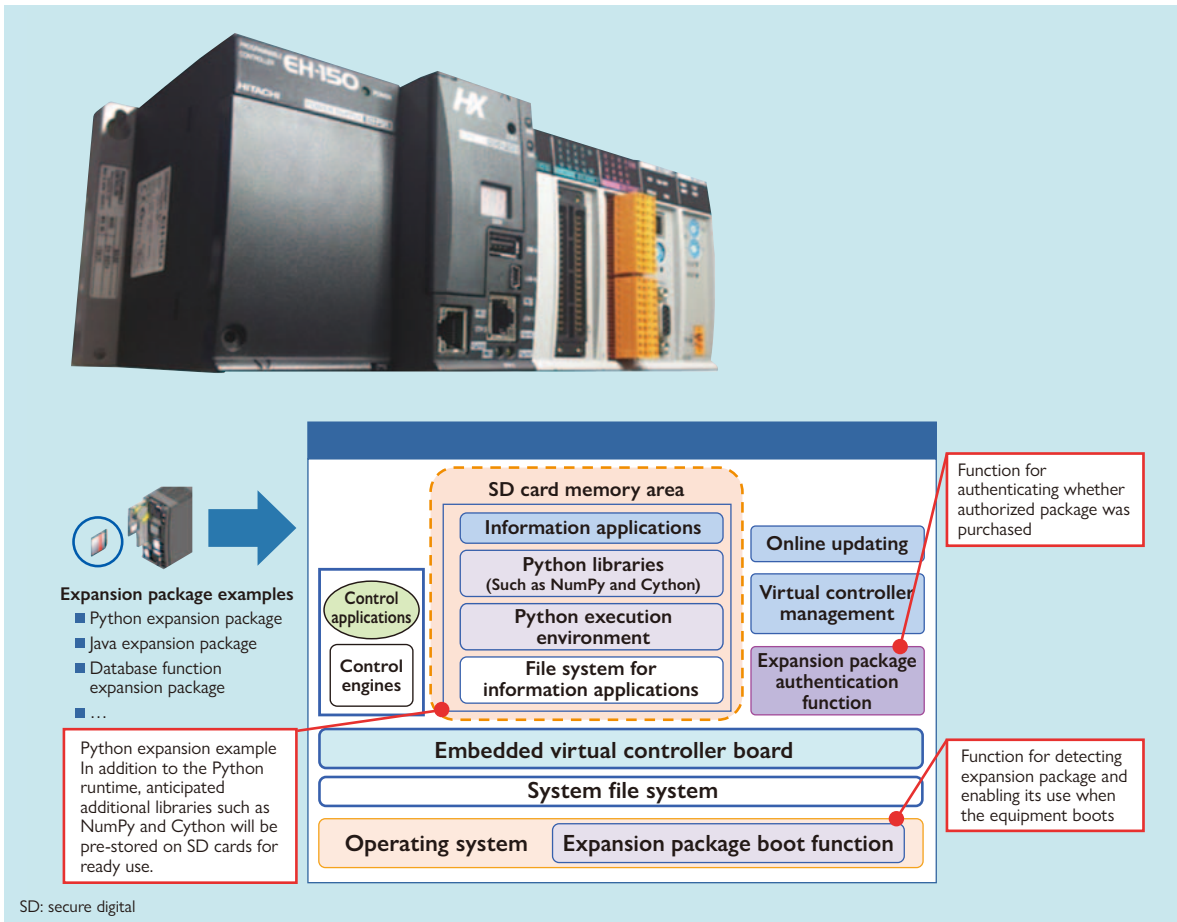 PROGRAMMABLE
CONTROLLER
EH-150
POWER
HITACHI
HX
SD card memory area
Information applications
Python libraries
(Such as NumPy and Cython)
Python execution
environment
File system for
information applications
Control
applications
Control
engines
Online updating
Virtual controller
management
Expansion package
authentication
function
Function for
authenticating whether
authorized package was
purchased
Expansion package examples
■ Python expansion package
■ Java expansion package
■ Database function
expansion package
■ …
Python expansion example
In addition to the Python
runtime, anticipated
additional libraries such as
NumPy and Cython will be
pre-stored on SD cards for
ready use.
Embedded virtual controller board
System file system
Operating system
Expansion package boot function
Function for detecting
expansion package and
enabling its use when
the equipment boots
SD: secure digital